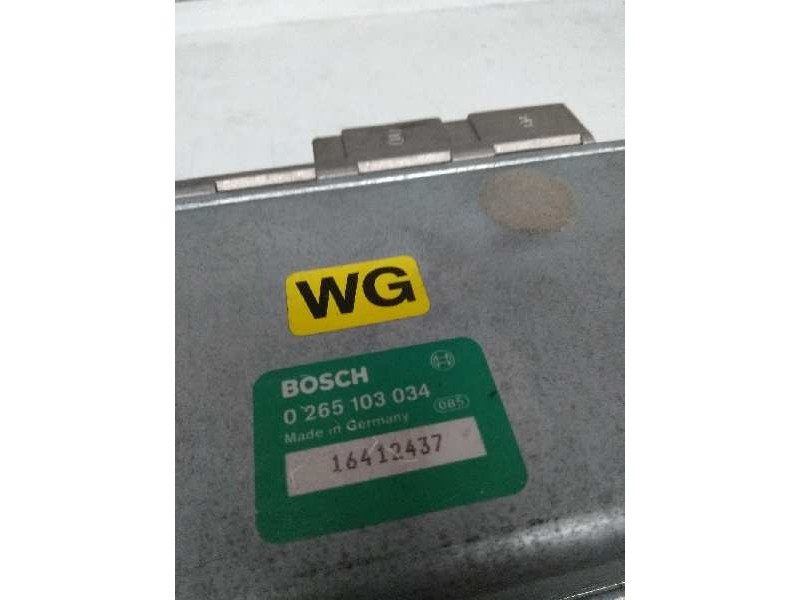 WG
BOSCH
0 265 103 034
085
Made in Germany
16412437